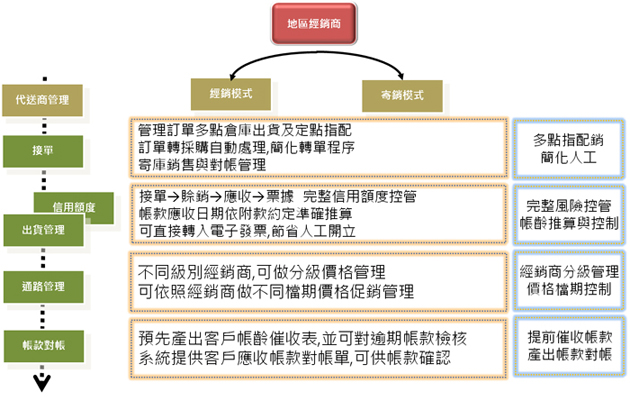 地區經銷商
經銷模式
寄銷模式
代送商管理
接單
信用額度
出貨管理
通路管理
帳款對帳
管理訂單多點倉庫出貨及定點指配
訂單轉採購自動處理,簡化轉單程序
寄庫銷售與對帳管理
多點指配銷
簡化人工
接單→賒銷→應收→票據 完整信用額度控管
帳款應收日期依附款約定準確推算
可直接轉入電子發票,節省人工開立
完整風險控管
帳齡推算與控制
不同級別經銷商,可做分級價格管理
可依照經銷商做不同檔期價格促銷管理
經銷商分級管理
價格檔期控制
預先產出客戶帳齡催收表,並可對逾期帳款檢核
系統提供客戶應收帳款對帳單,可供帳款確認
提前催收帳款
產出帳款對帳